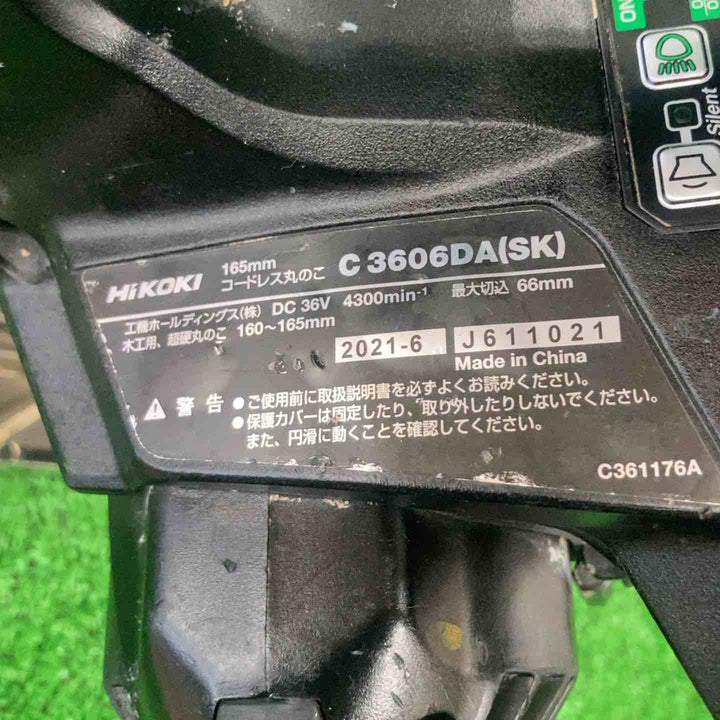 ON
Silent
HiKOKI
165mm
コードレス丸のこ
C 3606DA(SK)
工機ホールディングス(株) DC 36V 4300min⁻¹ 最大切込 66mm
木工用、超硬丸のこ 160～165mm
2021-6
J611021
Made in China
警告
●ご使用前に取扱説明書を必ずよくお読みください。
●保護カバーは固定したり、取り外したりしないでください。
また、円滑に動くことを確認してください。
C361176A